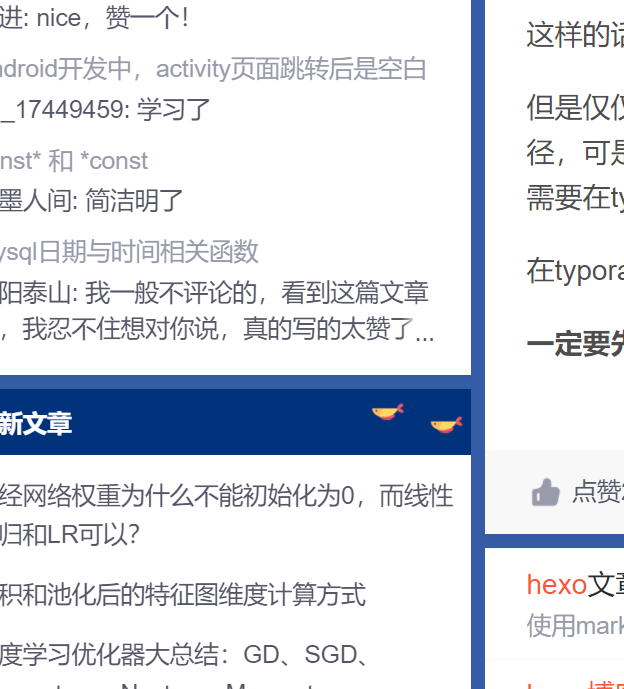 进: nice，赞一个！
ndroid开发中，activity页面跳转后是空白
_17449459: 学习了
nst* 和 *const
墨人间: 简洁明了
ysql日期与时间相关函数
阳泰山: 我一般不评论的，看到这篇文章
，我忍不住想对你说，真的写的太赞了...
新文章
经网络权重为什么不能初始化为0，而线性
归和LR可以？
积和池化后的特征图维度计算方式
度学习优化器大总结：GD、SGD、
这样的话
但是仅仅
径，可是
需要在ty
在typora
一定要先
点赞2
hexo文章
使用mark